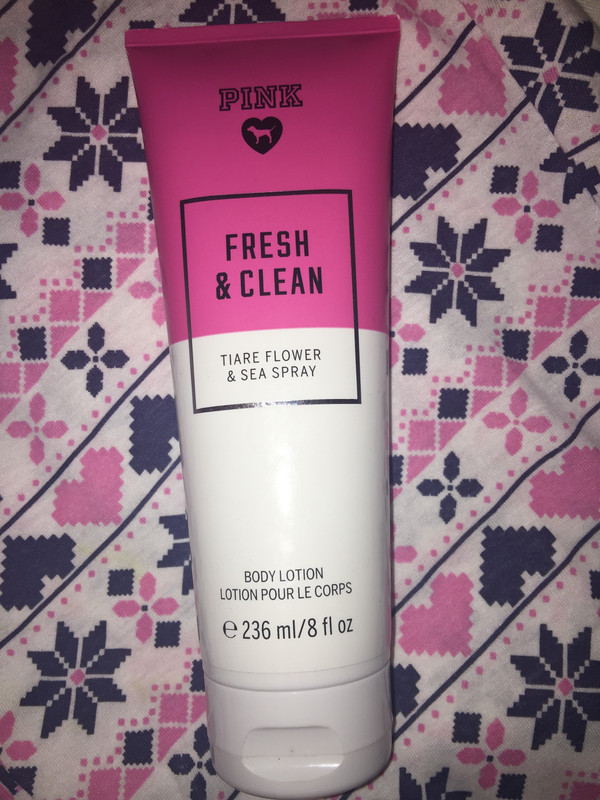 PINK
FRESH
& CLEAN
TIARE FLOWER
& SEA SPRAY
BODY LOTION
LOTION POUR LE CORPS
℮ 236 ml/8 fl oz